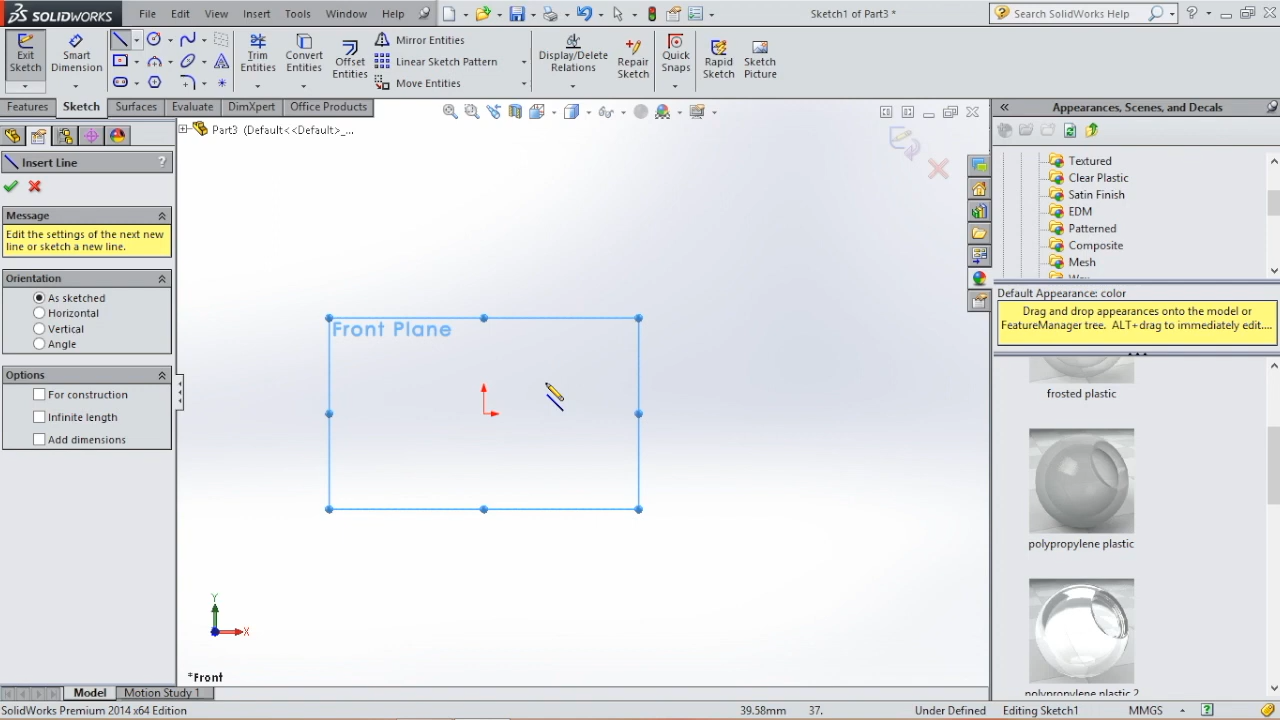 SOLIDWORKS
File Edit View Insert Tools Window Help
Sketch1 of Part3 *
Search SolidWorks Help
Exit Sketch
Smart Dimension
Trim Entities
Convert Entities
Offset Entities
Mirror Entities
Linear Sketch Pattern
Move Entities
Display/Delete Relations
Repair Sketch
Quick Snaps
Rapid Sketch
Sketch Picture
Features Sketch Surfaces Evaluate DimXpert Office Products
Part3 (Default<<Default>_...
Insert Line
?
Message
Edit the settings of the next new
line or sketch a new line.
Orientation
As sketched
Horizontal
Vertical
Angle
Options
For construction
Infinite length
Add dimensions
Front Plane
Y
X
*Front
Appearances, Scenes, and Decals
Textured
Clear Plastic
Satin Finish
EDM
Patterned
Composite
Mesh
Default Appearance: color
Drag and drop appearances onto the model or
FeatureManager tree. ALT+drag to immediately edit....
frosted plastic
polypropylene plastic
polypropylene plastic 2
Model Motion Study 1
SolidWorks Premium 2014 x64 Edition
39.58mm 37. Under Defined Editing Sketch1 MMGS